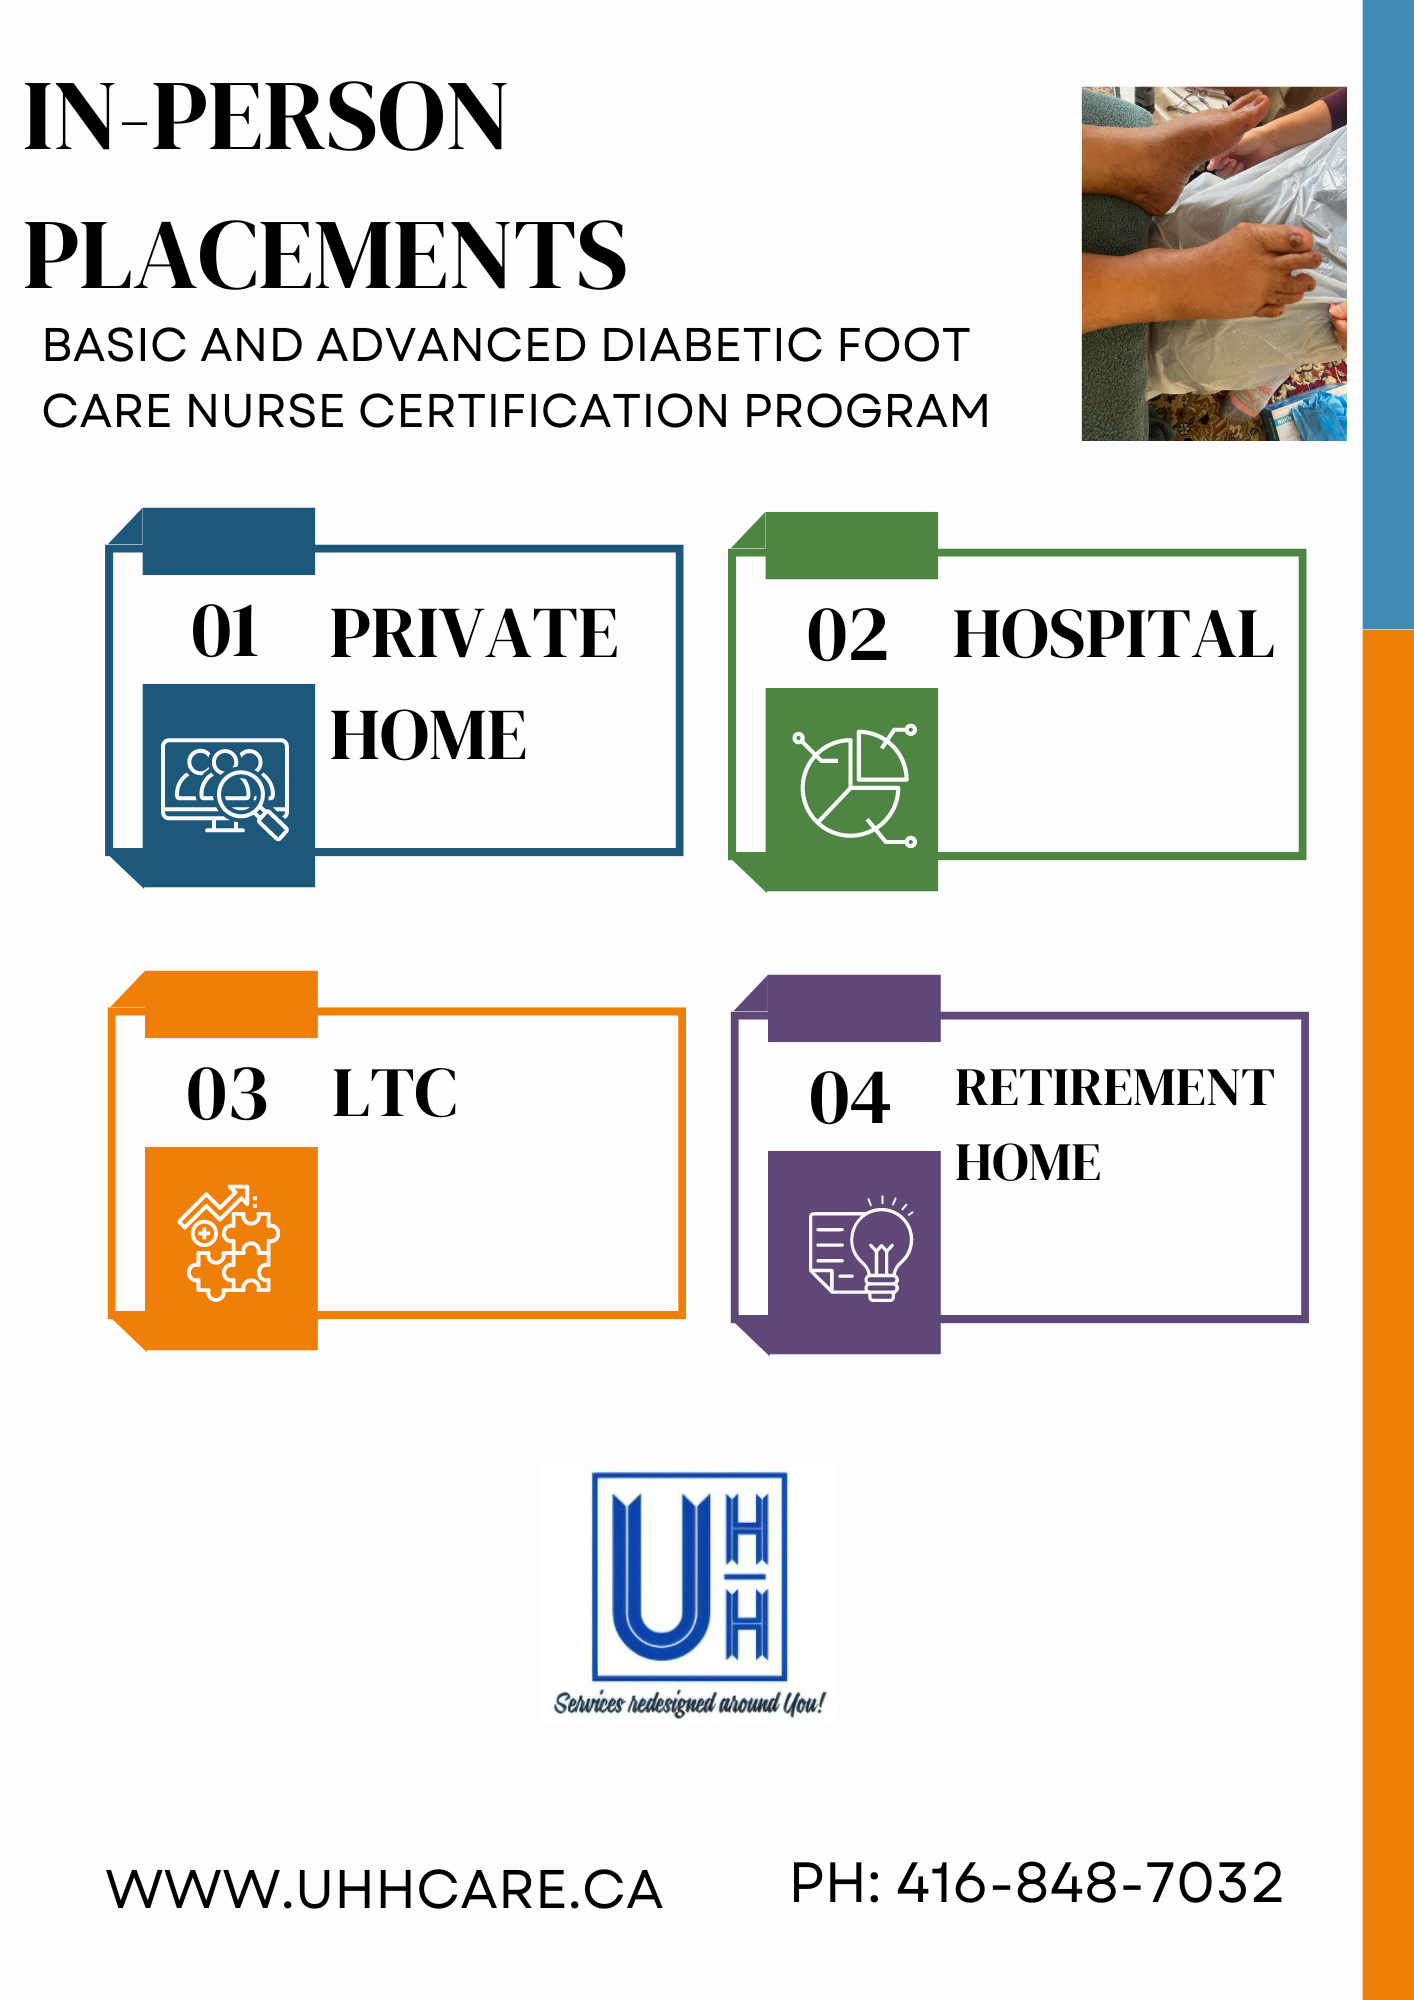 IN-PERSON
PLACEMENTS
BASIC AND ADVANCED DIABETIC FOOT
CARE NURSE CERTIFICATION PROGRAM
01
PRIVATE
HOME
02
HOSPITAL
03
LTC
04
RETIREMENT
HOME
UHH
Services redesigned around You!
WWW.UHHCARE.CA
PH: 416-848-7032